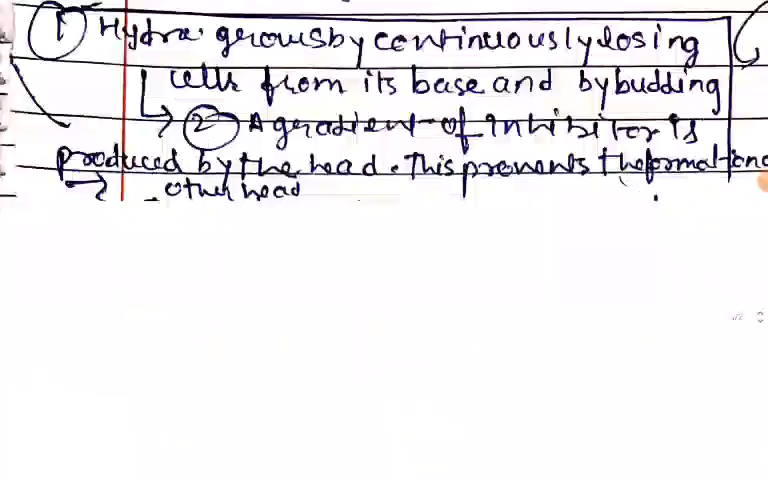 ① Hydra grows by continuously losing
cells from its base and by budding
② A gradient of inhibitor is
produced by the head. This prevents the formation
other head